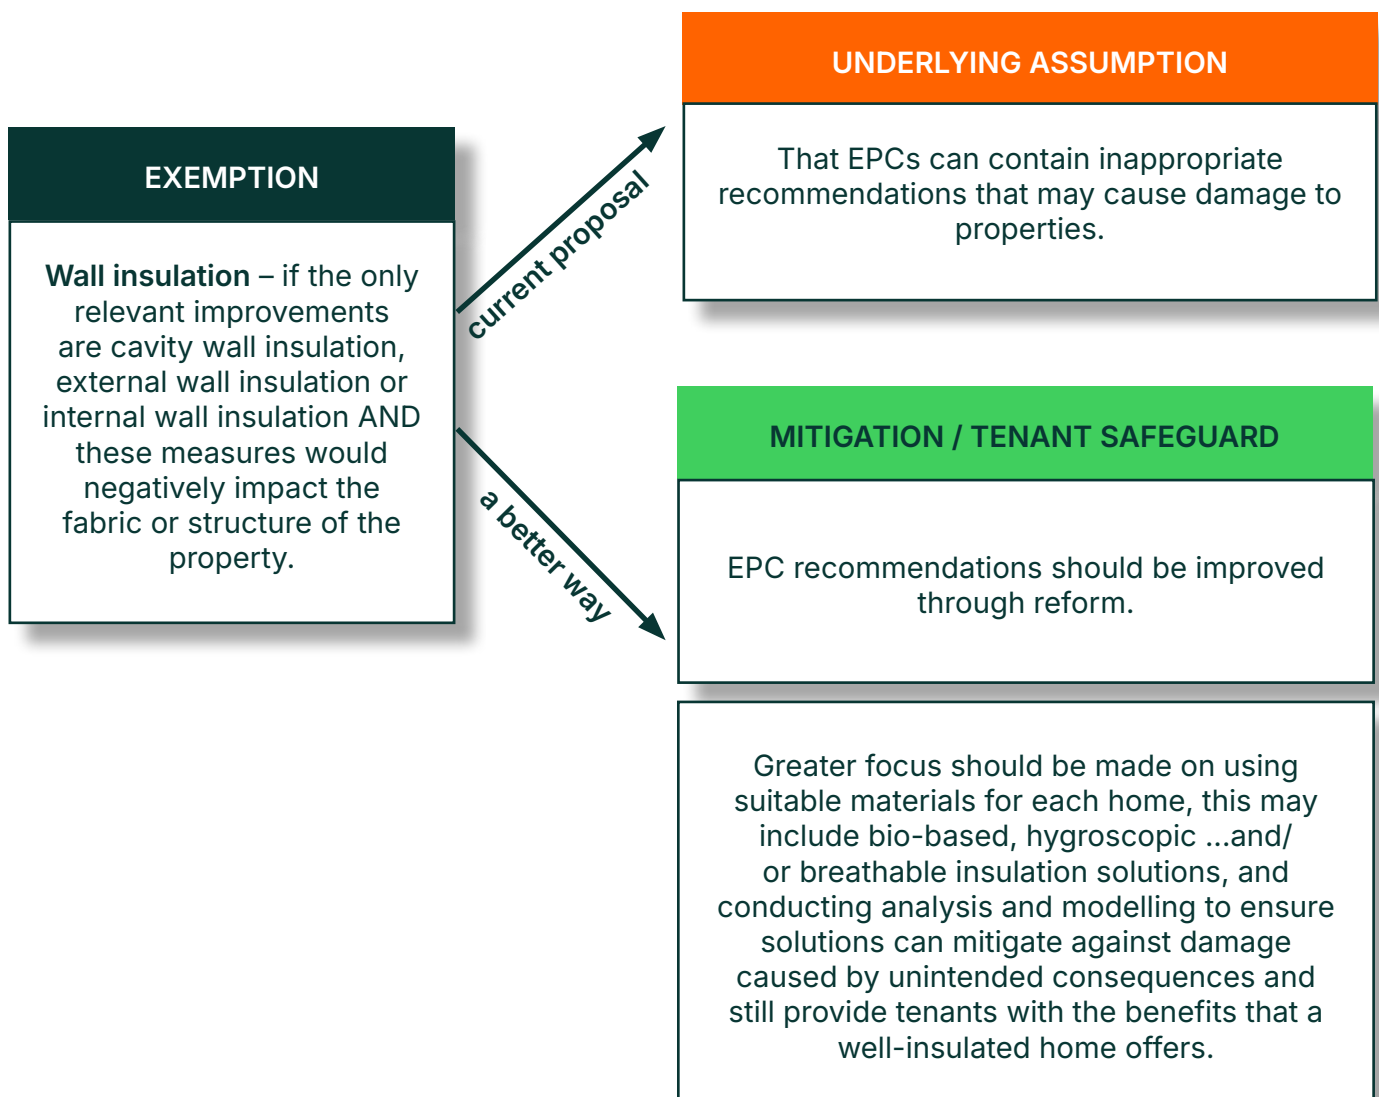 EXEMPTION
Wall insulation – if the only
relevant improvements
are cavity wall insulation,
external wall insulation or
internal wall insulation AND
these measures would
negatively impact the
fabric or structure of the
property.
current proposal
UNDERLYING ASSUMPTION
That EPCs can contain inappropriate
recommendations that may cause damage to
properties.
a better way
MITIGATION / TENANT SAFEGUARD
EPC recommendations should be improved
through reform.
Greater focus should be made on using
suitable materials for each home, this may
include bio-based, hygroscopic ...and/
or breathable insulation solutions, and
conducting analysis and modelling to ensure
solutions can mitigate against damage
caused by unintended consequences and
still provide tenants with the benefits that a
well-insulated home offers.